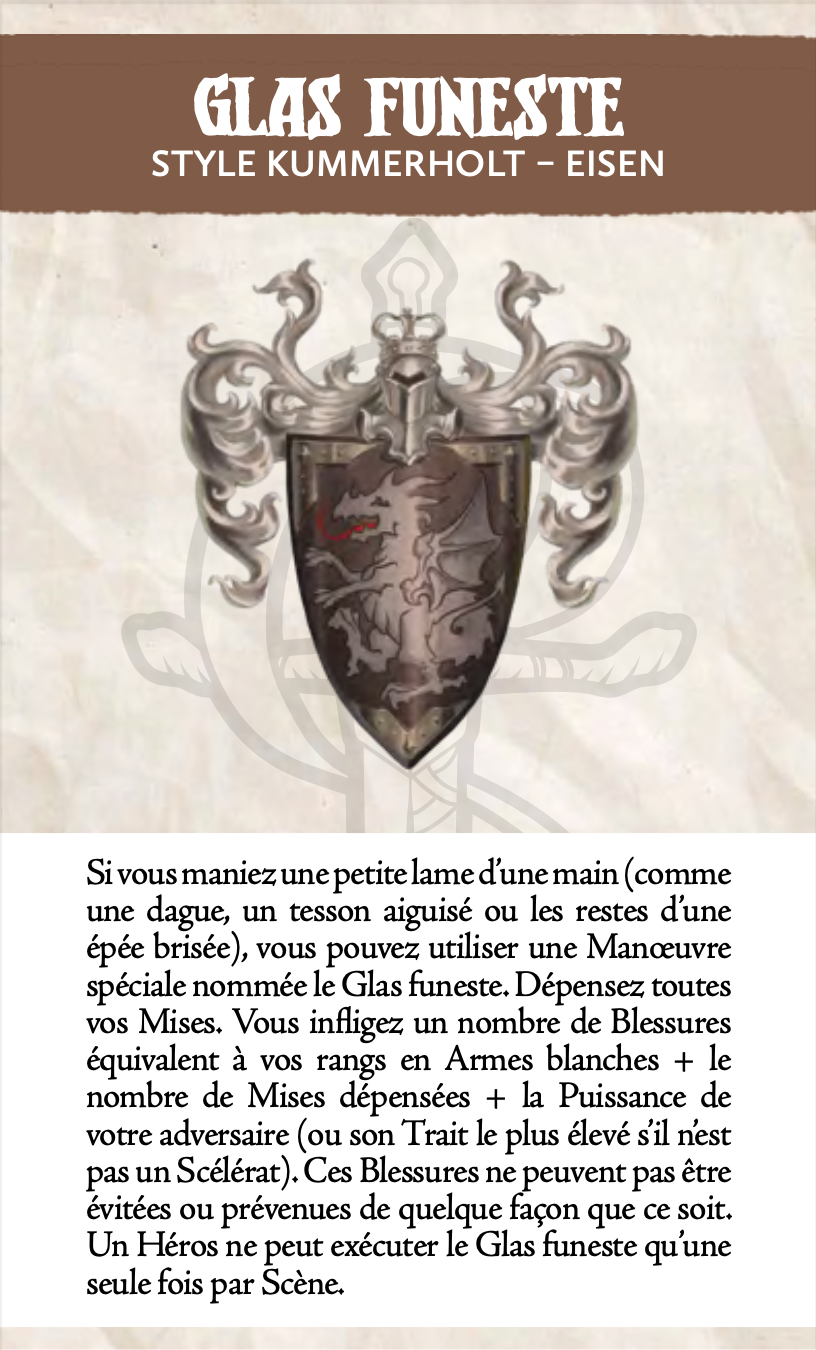 GLAS FUNESTE
STYLE KUMMERHOLT – EISEN
Si vous maniez une petite lame d’une main (comme
une dague, un tesson aiguisé ou les restes d’une
épée brisée), vous pouvez utiliser une Manœuvre
spéciale nommée le Glas funeste. Dépensez toutes
vos Mises. Vous infligez un nombre de Blessures
équivalent à vos rangs en Armes blanches + le
nombre de Mises dépensées + la Puissance de
votre adversaire (ou son Trait le plus élevé s’il n’est
pas un Scélérat). Ces Blessures ne peuvent pas être
évitées ou prévenues de quelque façon que ce soit.
Un Héros ne peut exécuter le Glas funeste qu’une
seule fois par Scène.